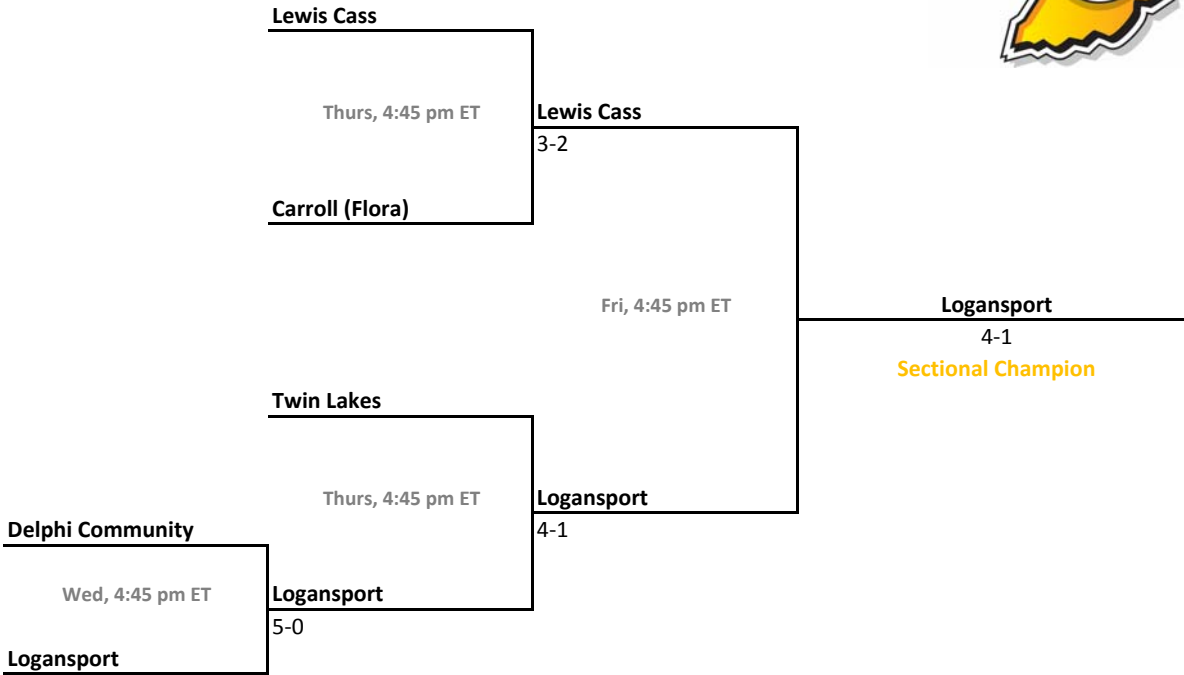 Lewis Cass
Thurs, 4:45 pm ET
Lewis Cass
3-2
Carroll (Flora)
Fri, 4:45 pm ET
Logansport
4-1
Sectional Champion
Twin Lakes
Thurs, 4:45 pm ET
Logansport
4-1
Delphi Community
Wed, 4:45 pm ET
Logansport
5-0
Logansport